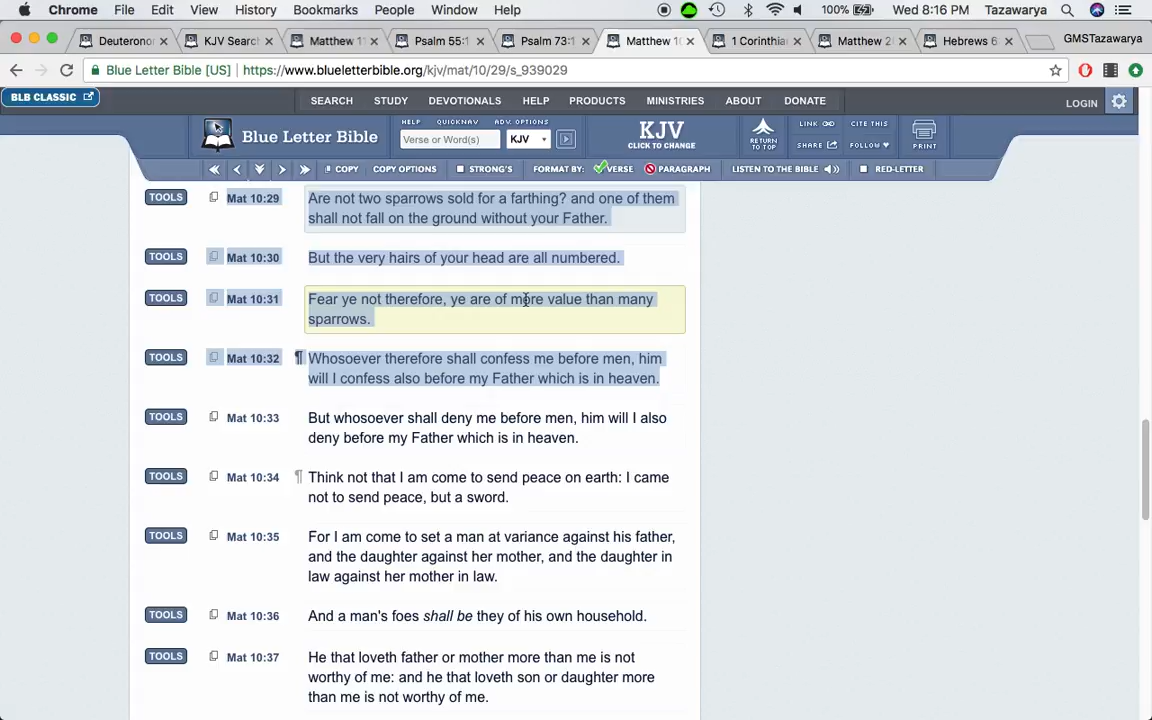 Chrome File Edit View History Bookmarks People Window Help 100% Wed 8:16 PM Tazawarya
Deuteronom KJV Search Matthew 11 Psalm 55:1 Psalm 73:1 Matthew 10 1 Corinthia Matthew 2 Hebrews 6: GMSTazawarya
Blue Letter Bible [US] https://www.blueletterbible.org/kjv/mat/10/29/s_939029
BLB CLASSIC SEARCH STUDY DEVOTIONALS HELP PRODUCTS MINISTRIES ABOUT DONATE LOGIN
HELP QUICKNAV ADV. OPTIONS
Blue Letter Bible Verse or Word(s) KJV KJV CLICK TO CHANGE RETURN TO TOP LINK CITE THIS SHARE FOLLOW PRINT
COPY COPY OPTIONS STRONG'S FORMAT BY: VERSE PARAGRAPH LISTEN TO THE BIBLE RED-LETTER
TOOLS Mat 10:29 Are not two sparrows sold for a farthing? and one of them
shall not fall on the ground without your Father.
TOOLS Mat 10:30 But the very hairs of your head are all numbered.
TOOLS Mat 10:31 Fear ye not therefore, ye are of more value than many
sparrows.
TOOLS Mat 10:32 ¶ Whosoever therefore shall confess me before men, him
will I confess also before my Father which is in heaven.
TOOLS Mat 10:33 But whosoever shall deny me before men, him will I also
deny before my Father which is in heaven.
TOOLS Mat 10:34 ¶ Think not that I am come to send peace on earth: I came
not to send peace, but a sword.
TOOLS Mat 10:35 For I am come to set a man at variance against his father,
and the daughter against her mother, and the daughter in
law against her mother in law.
TOOLS Mat 10:36 And a man's foes shall be they of his own household.
TOOLS Mat 10:37 He that loveth father or mother more than me is not
worthy of me: and he that loveth son or daughter more
than me is not worthy of me.